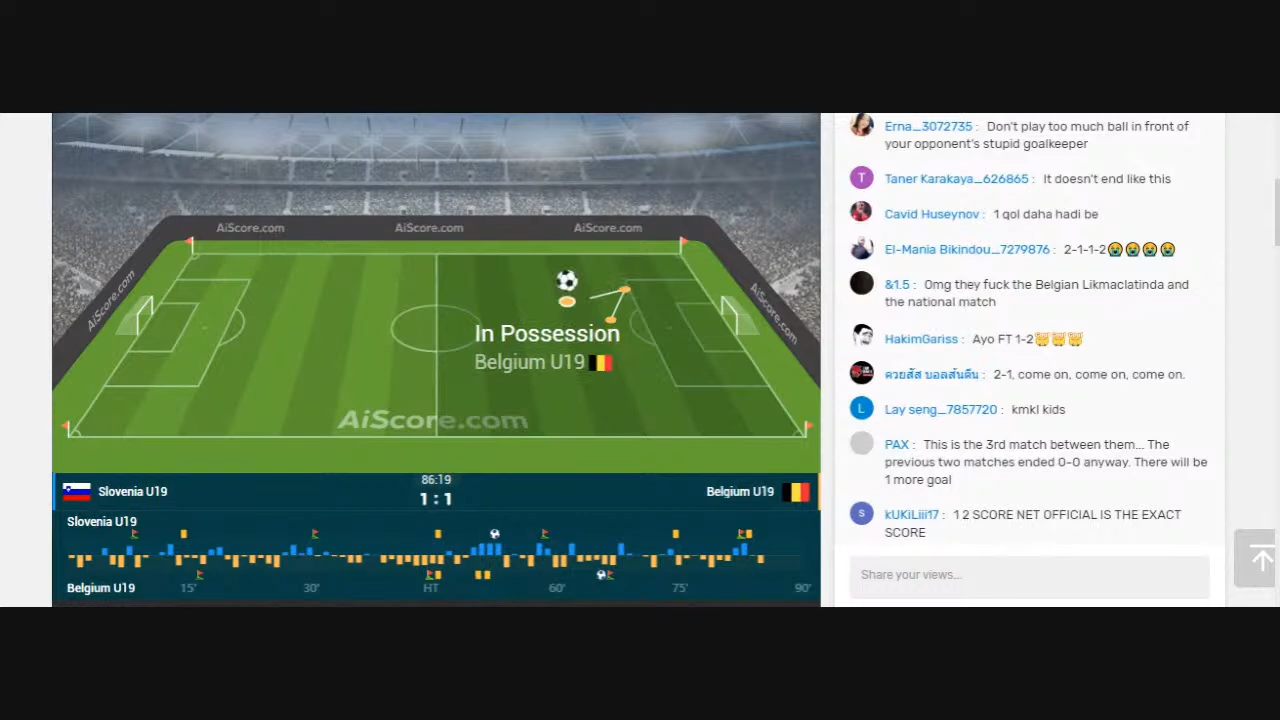 AiScore.com AiScore.com AiScore.com
AiScore.com
AiScore.com
In Possession
Belgium U19
AiScore.com
Slovenia U19
86:19
1 : 1
Belgium U19
Slovenia U19
Belgium U19
15'
30'
HT
60'
75'
90'
Erna_3072735 : Don't play too much ball in front of
your opponent's stupid goalkeeper
T
Taner Karakaya_626865 : It doesn't end like this
Cavid Huseynov : 1 qol daha hadi be
El-Mania Bikindou_7279876 : 2-1-1-2😭😭😭😭
&1.5 : Omg they fuck the Belgian Likmaclatinda and
the national match
HakimGariss : Ayo FT 1-2
ควยสัส บอลส้นตีน : 2-1, come on, come on, come on.
L
Lay seng_7857720 : kmkl kids
PAX : This is the 3rd match between them... The
previous two matches ended 0-0 anyway. There will be
1 more goal
S
kUKiLiii17 : 1 2 SCORE NET OFFICIAL IS THE EXACT
SCORE
Share your views...